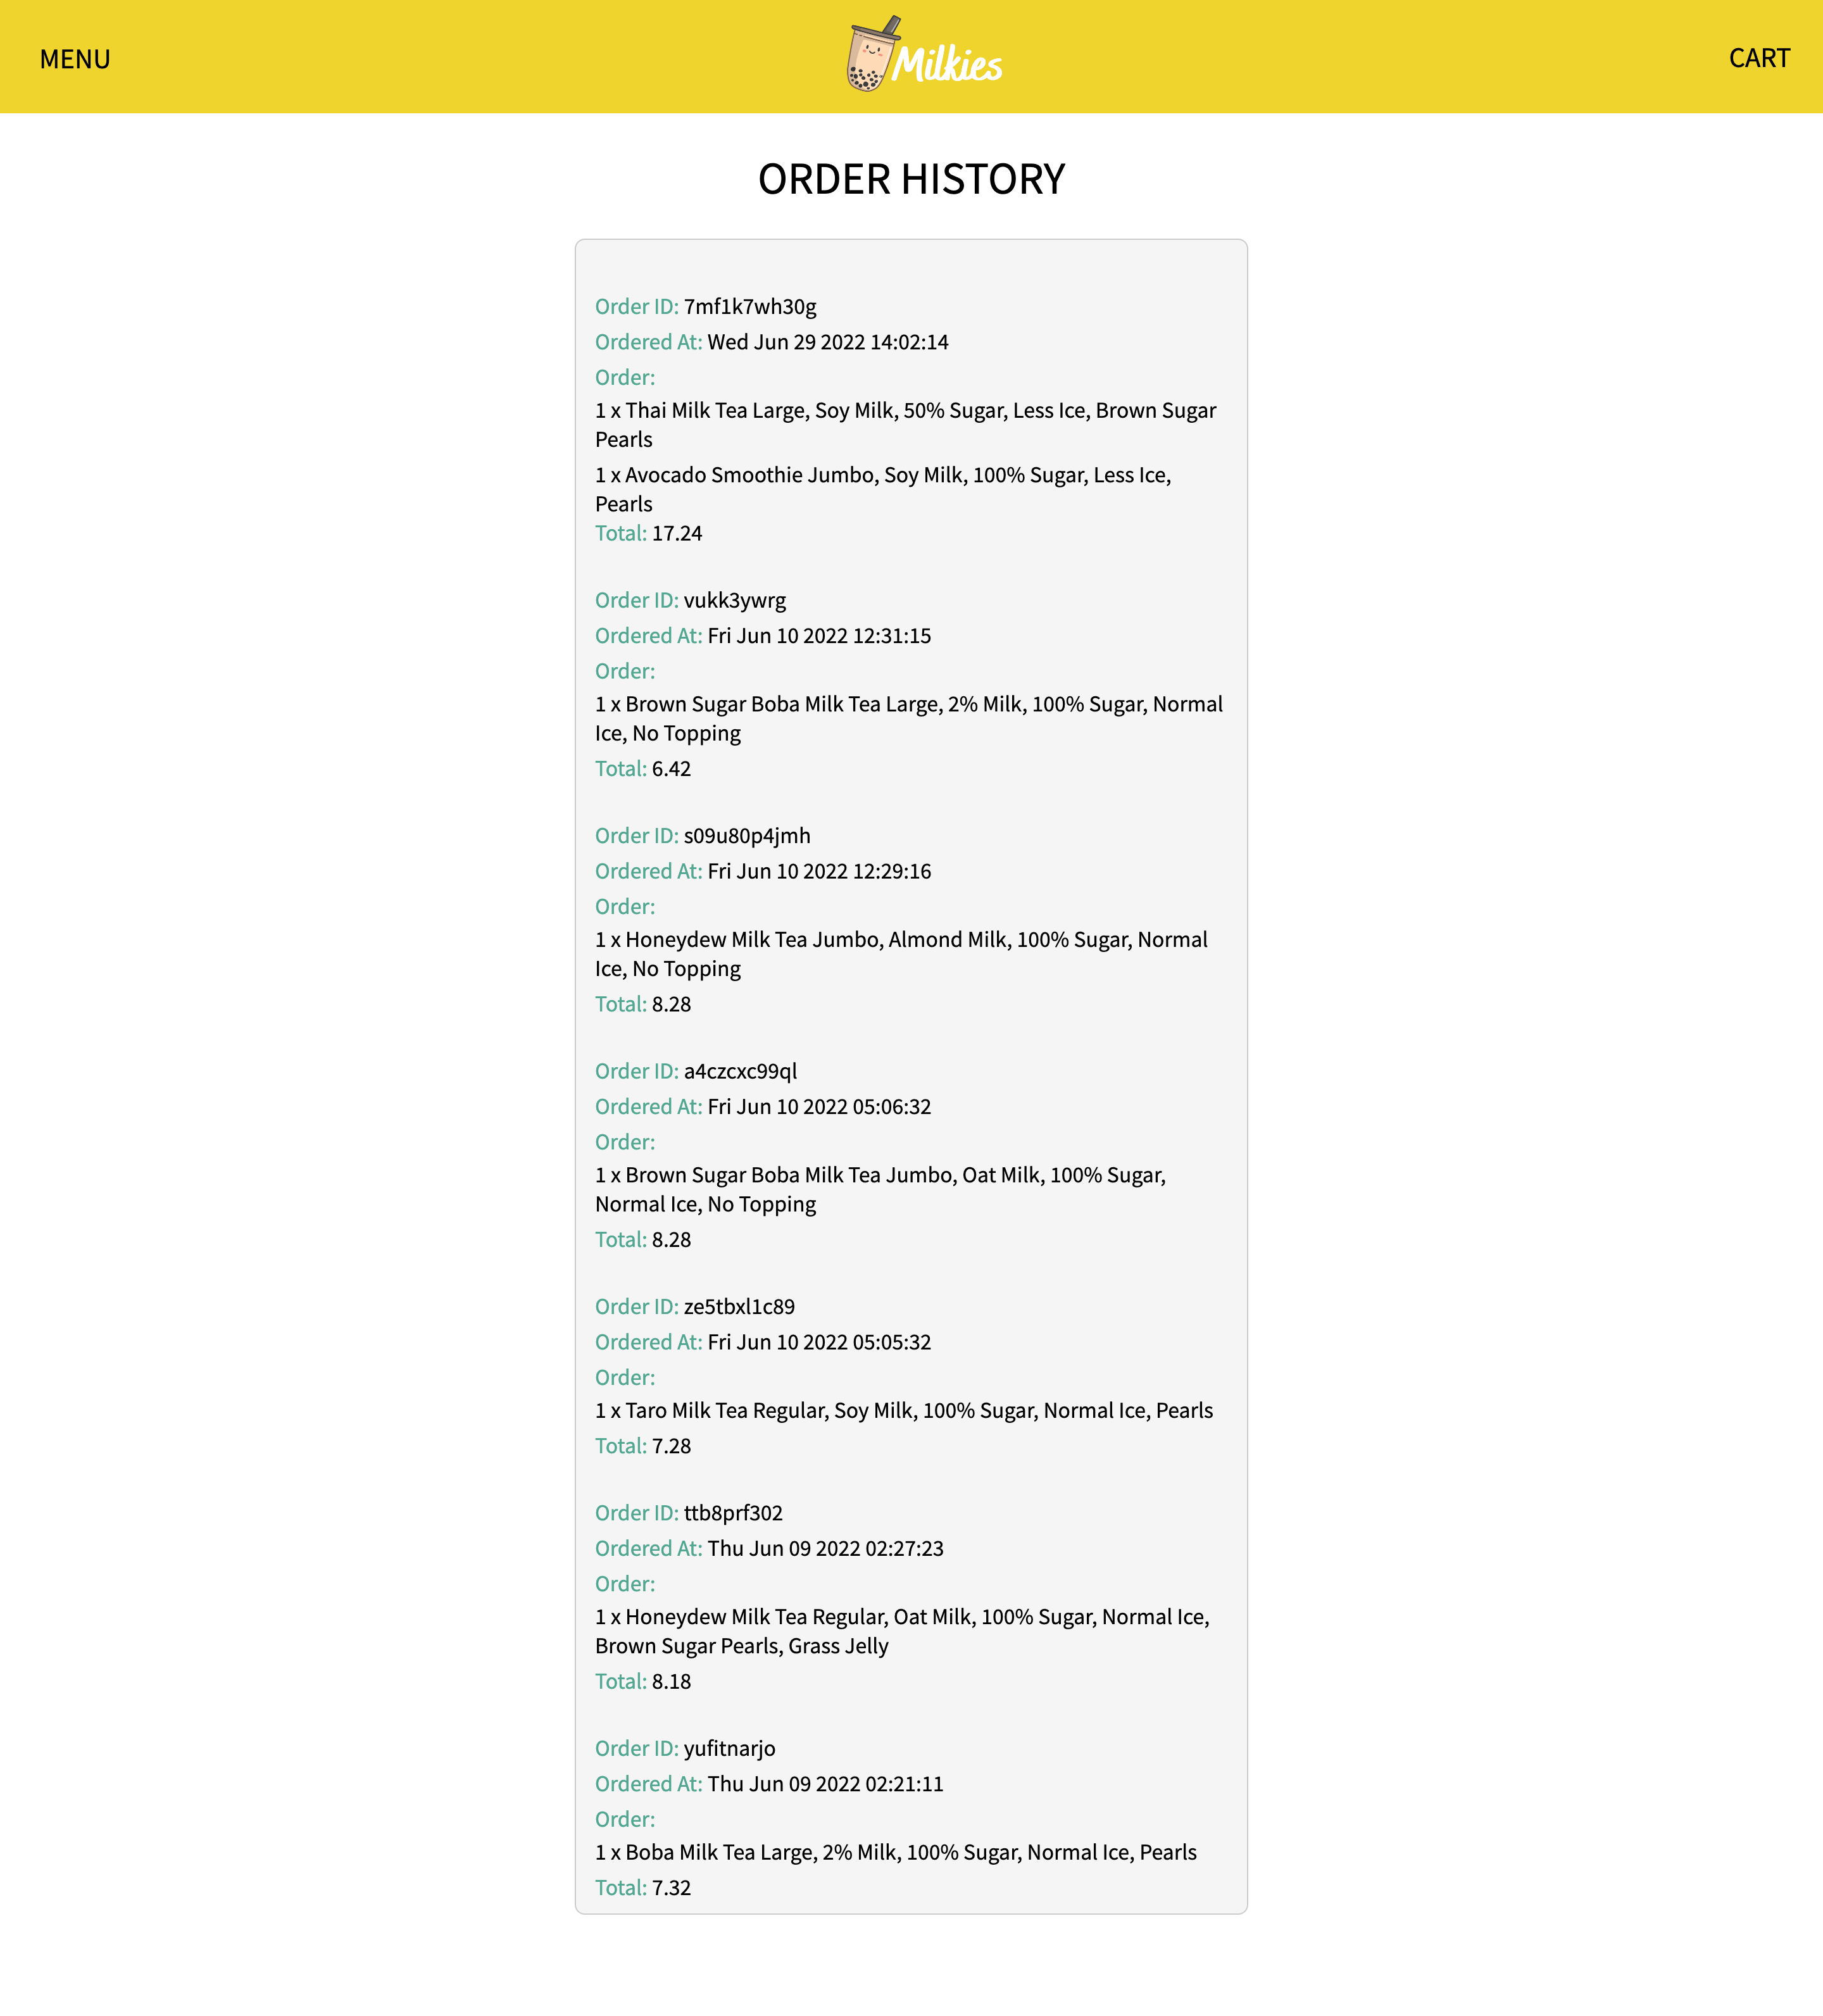 MENU
Milkies
CART
ORDER HISTORY
Order ID: 7mf1k7wh30g
Ordered At: Wed Jun 29 2022 14:02:14
Order:
1 x Thai Milk Tea Large, Soy Milk, 50% Sugar, Less Ice, Brown Sugar
Pearls
1 x Avocado Smoothie Jumbo, Soy Milk, 100% Sugar, Less Ice,
Pearls
Total: 17.24
Order ID: vukk3ywrg
Ordered At: Fri Jun 10 2022 12:31:15
Order:
1 x Brown Sugar Boba Milk Tea Large, 2% Milk, 100% Sugar, Normal
Ice, No Topping
Total: 6.42
Order ID: s09u80p4jmh
Ordered At: Fri Jun 10 2022 12:29:16
Order:
1 x Honeydew Milk Tea Jumbo, Almond Milk, 100% Sugar, Normal
Ice, No Topping
Total: 8.28
Order ID: a4czcxc99ql
Ordered At: Fri Jun 10 2022 05:06:32
Order:
1 x Brown Sugar Boba Milk Tea Jumbo, Oat Milk, 100% Sugar,
Normal Ice, No Topping
Total: 8.28
Order ID: ze5tbxl1c89
Ordered At: Fri Jun 10 2022 05:05:32
Order:
1 x Taro Milk Tea Regular, Soy Milk, 100% Sugar, Normal Ice, Pearls
Total: 7.28
Order ID: ttb8prf302
Ordered At: Thu Jun 09 2022 02:27:23
Order:
1 x Honeydew Milk Tea Regular, Oat Milk, 100% Sugar, Normal Ice,
Brown Sugar Pearls, Grass Jelly
Total: 8.18
Order ID: yufitnarjo
Ordered At: Thu Jun 09 2022 02:21:11
Order:
1 x Boba Milk Tea Large, 2% Milk, 100% Sugar, Normal Ice, Pearls
Total: 7.32